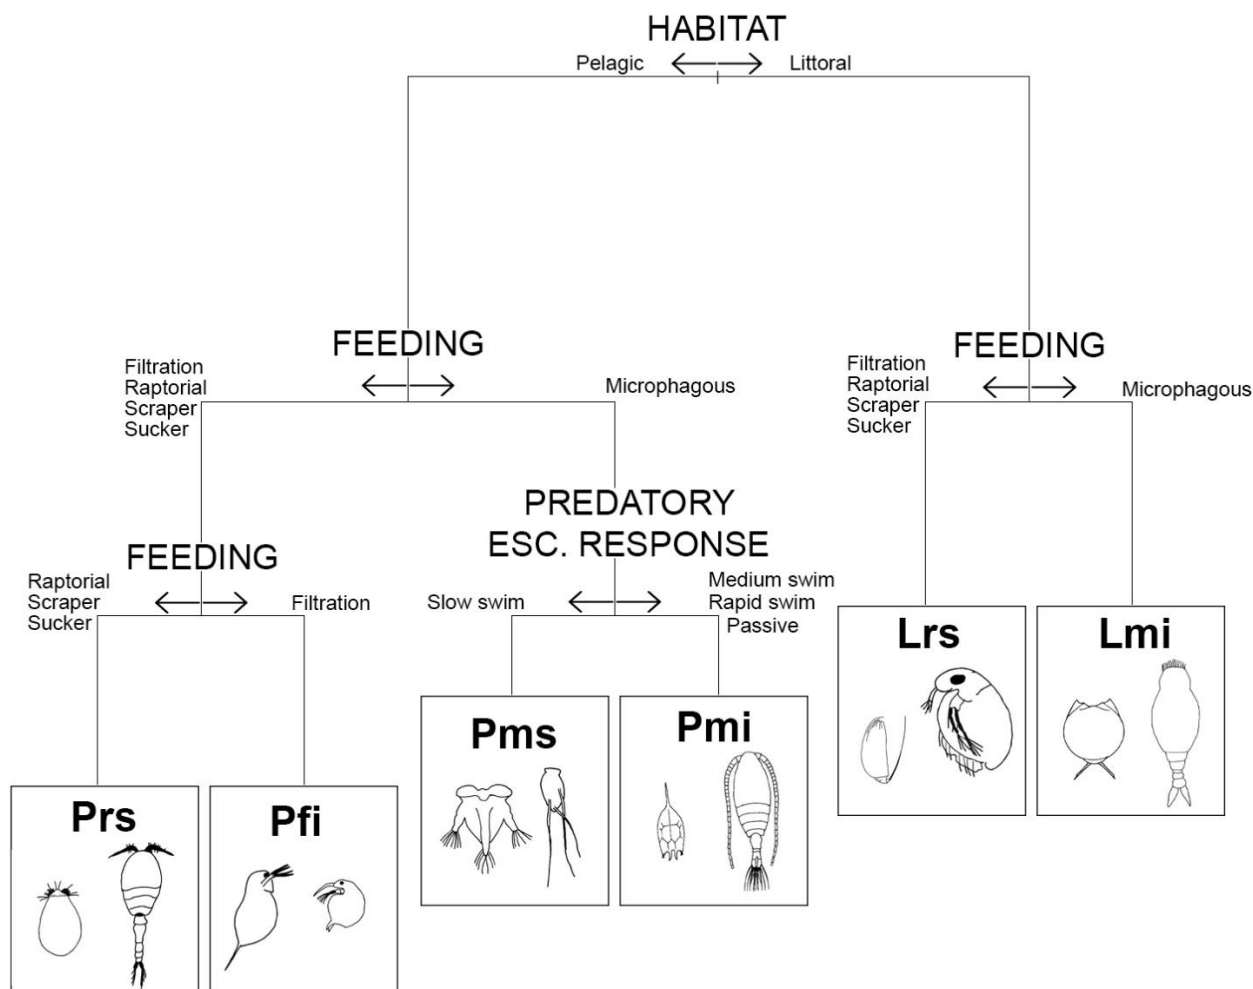 HABITAT
Pelagic
Littoral
FEEDING
Filtration
Raptorial
Scraper
Sucker
Microphagous
FEEDING
Filtration
Raptorial
Scraper
Sucker
Microphagous
PREDATORY
ESC. RESPONSE
FEEDING
Raptorial
Scraper
Sucker
Filtration
Slow swim
Medium swim
Rapid swim
Passive
Lrs
Lmi
Pms
Pmi
Prs
Pfi